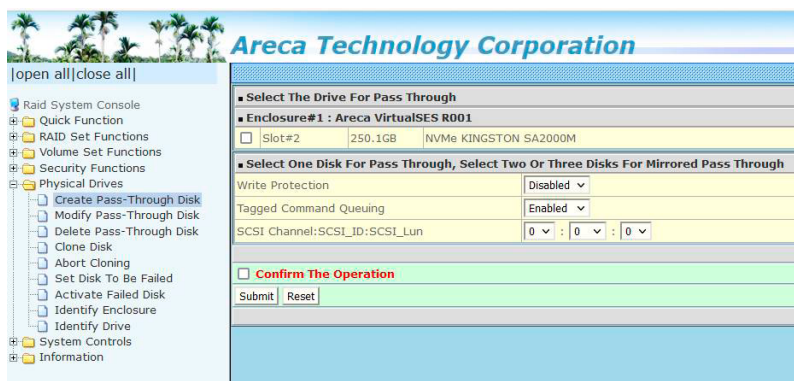 Areca Technology Corporation
|open all|close all|
Raid System Console
Quick Function
RAID Set Functions
Volume Set Functions
Security Functions
Physical Drives
Create Pass-Through Disk
Modify Pass-Through Disk
Delete Pass-Through Disk
Clone Disk
Abort Cloning
Set Disk To Be Failed
Activate Failed Disk
Identify Enclosure
Identify Drive
System Controls
Information
Select The Drive For Pass Through
Enclosure#1 : Areca VirtualSES R001
Slot#2 250.1GB NVMe KINGSTON SA2000M
Select One Disk For Pass Through, Select Two Or Three Disks For Mirrored Pass Through
Write Protection Disabled
Tagged Command Queuing Enabled
SCSI Channel:SCSI_ID:SCSI_Lun 0 : 0 : 0
Confirm The Operation
Submit Reset